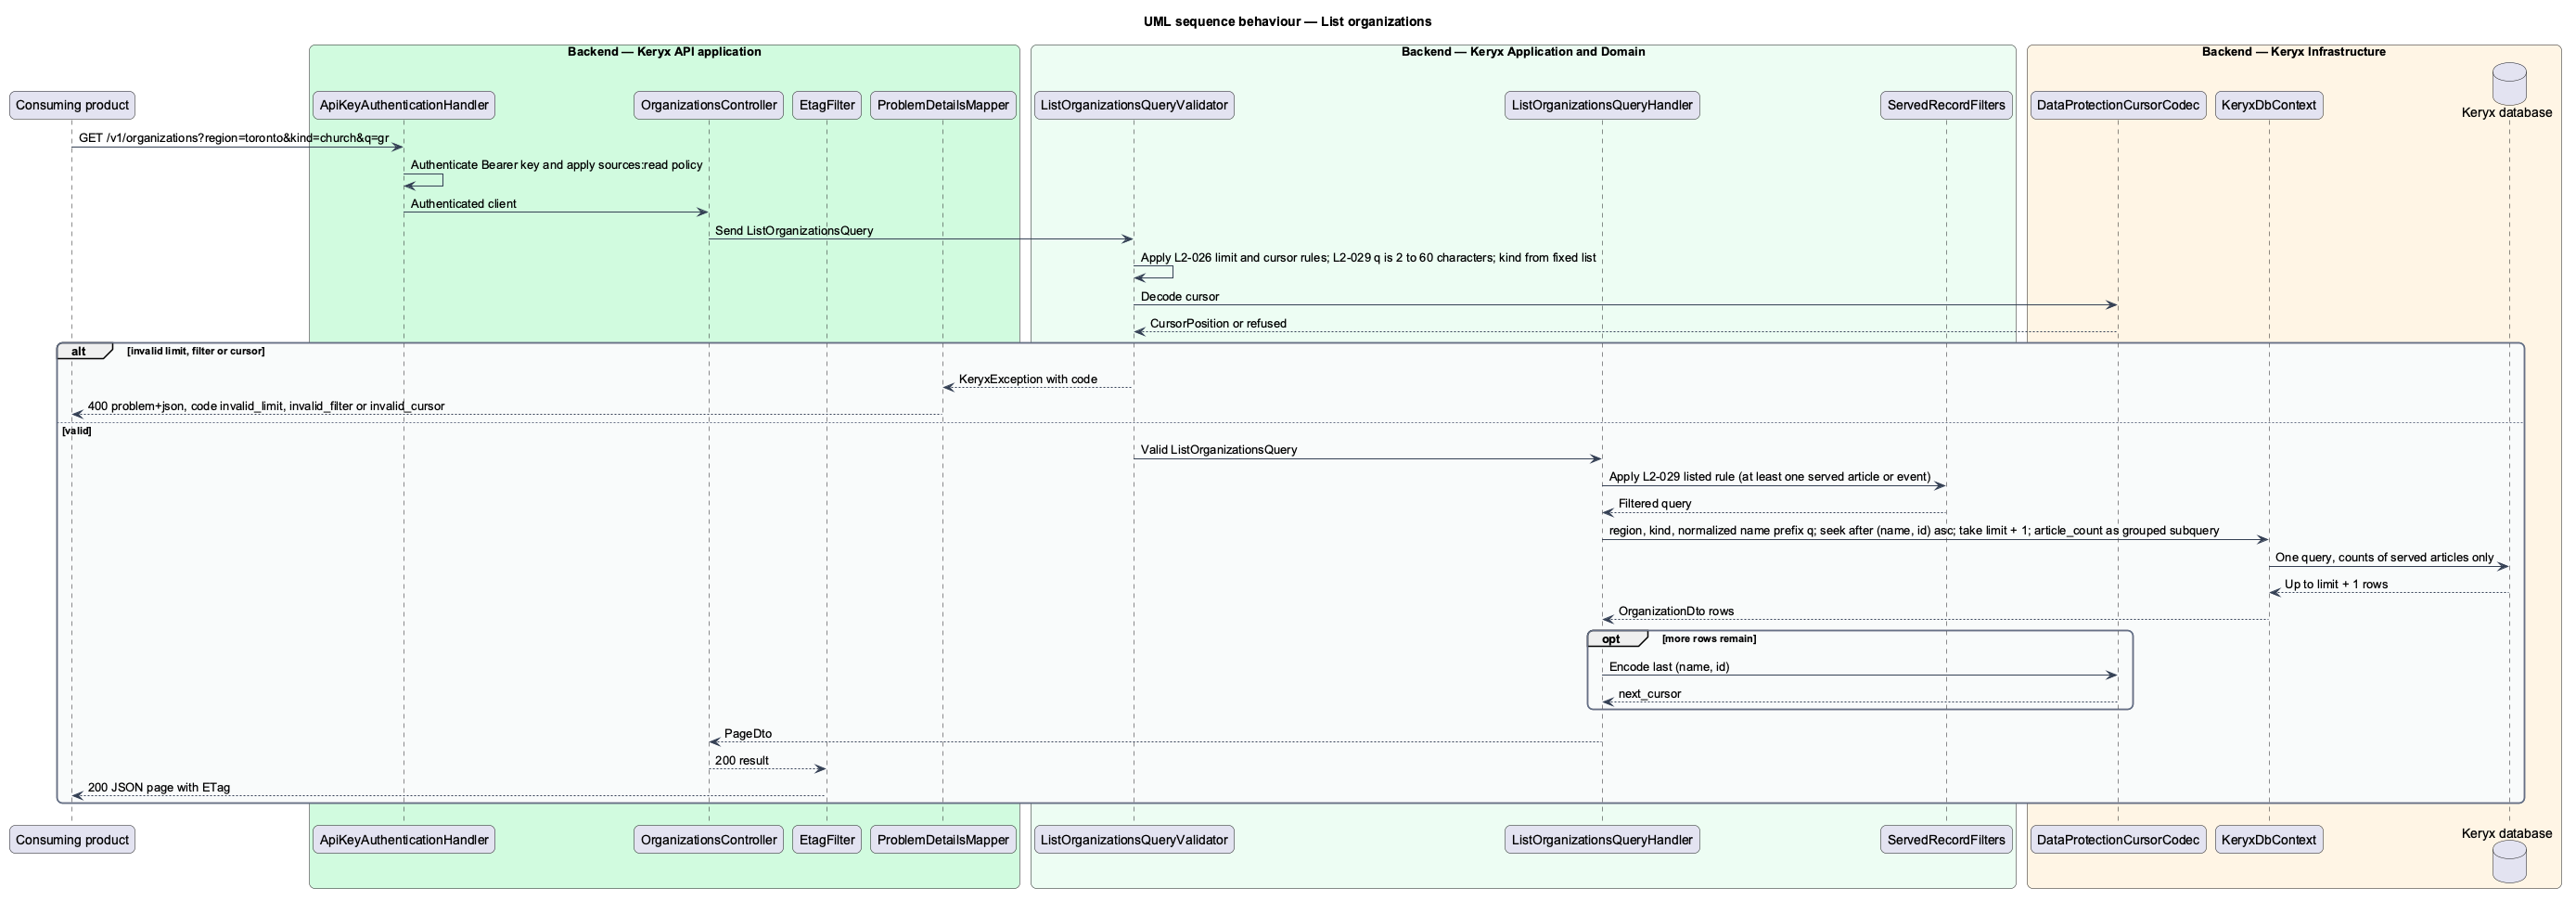 UML sequence behaviour — List organizations
Backend — Keryx API application
Backend — Keryx Application and Domain
Backend — Keryx Infrastructure
Consuming product
ApiKeyAuthenticationHandler
OrganizationsController
EtagFilter
ProblemDetailsMapper
ListOrganizationsQueryValidator
ListOrganizationsQueryHandler
ServedRecordFilters
DataProtectionCursorCodec
KeryxDbContext
Keryx database
GET /v1/organizations?region=toronto&kind=church&q=gr
Authenticate Bearer key and apply sources:read policy
Authenticated client
Send ListOrganizationsQuery
Apply L2-026 limit and cursor rules; L2-029 q is 2 to 60 characters; kind from fixed list
Decode cursor
CursorPosition or refused
alt
[invalid limit, filter or cursor]
KeryxException with code
400 problem+json, code invalid_limit, invalid_filter or invalid_cursor
[valid]
Valid ListOrganizationsQuery
Apply L2-029 listed rule (at least one served article or event)
Filtered query
region, kind, normalized name prefix q; seek after (name, id) asc; take limit + 1; article_count as grouped subquery
One query, counts of served articles only
Up to limit + 1 rows
OrganizationDto rows
opt
[more rows remain]
Encode last (name, id)
next_cursor
PageDto
200 result
200 JSON page with ETag
Consuming product
ApiKeyAuthenticationHandler
OrganizationsController
EtagFilter
ProblemDetailsMapper
ListOrganizationsQueryValidator
ListOrganizationsQueryHandler
ServedRecordFilters
DataProtectionCursorCodec
KeryxDbContext
Keryx database